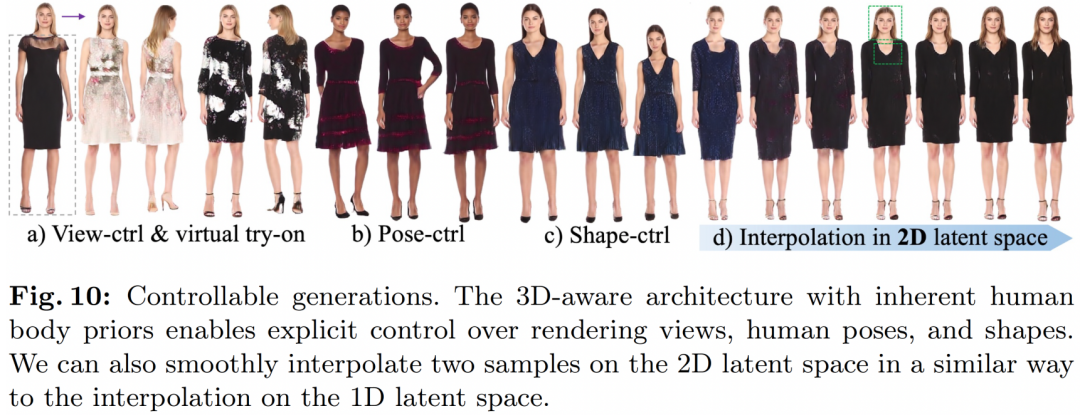 a) View-ctrl & virtual try-on b) Pose-ctrl c) Shape-ctrl d) Interpolation in 2D latent space
Fig. 10: Controllable generations. The 3D-aware architecture with inherent human
body priors enables explicit control over rendering views, human poses, and shapes.
We can also smoothly interpolate two samples on the 2D latent space in a similar way
to the interpolation on the 1D latent space.